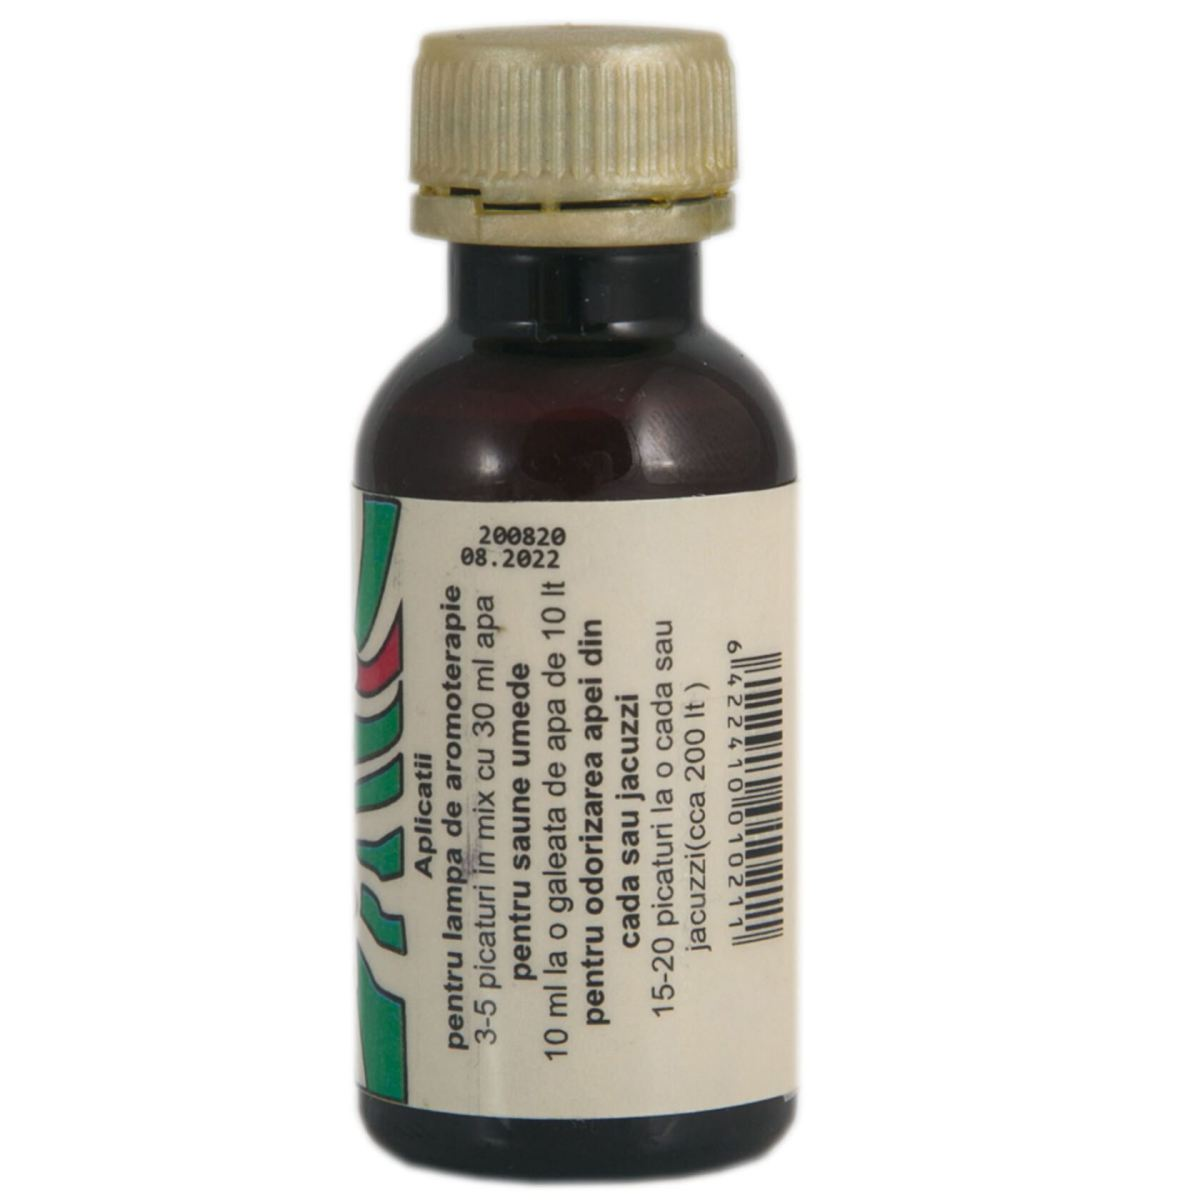 200820
08.2022
Aplicatii
pentru lampa de aromoterapie
3-5 picaturi in mix cu 30 ml apa
pentru saune umede
10 ml la o galeata de apa de 10 lt
pentru odorizarea apei din
cada sau jacuzzi
15-20 picaturi la o cada sau
jacuzzi(cca 200 lt )
6422410010211